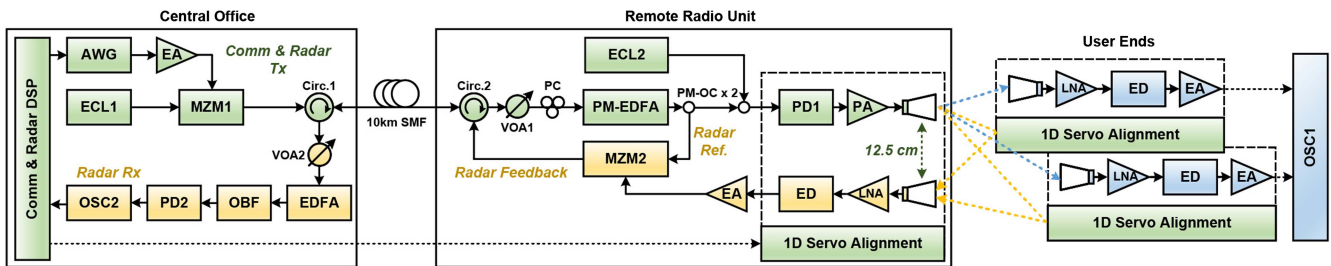 Central Office
Remote Radio Unit
User Ends
Comm & Radar DSP
AWG
EA
Comm & Radar
Tx
ECL1
MZM1
Circ.1
VOA2
Radar Rx
OSC2
PD2
OBF
EDFA
10km SMF
Circ.2
VOA1
PC
PM-EDFA
ECL2
PM-OC x 2
Radar
Ref.
PD1
PA
12.5 cm
MZM2
Radar Feedback
EA
ED
LNA
1D Servo Alignment
LNA
ED
EA
1D Servo Alignment
LNA
ED
EA
1D Servo Alignment
OSC1